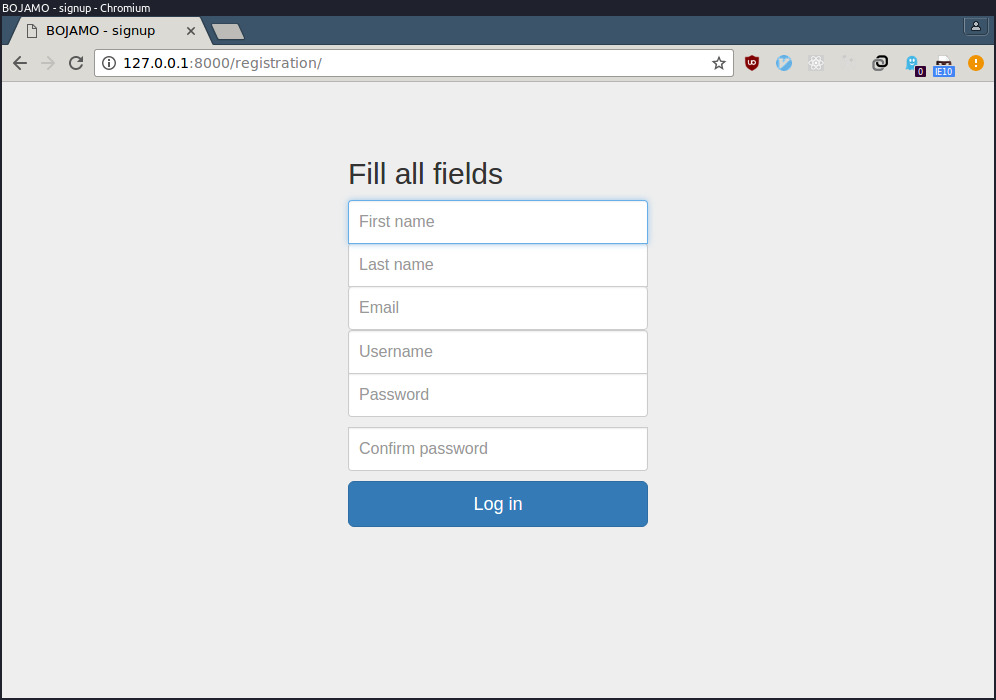 BOJAMO - signup - Chromium
BOJAMO - signup
127.0.0.1:8000/registration/
UD
0
IE10
Fill all fields
First name
Last name
Email
Username
Password
Confirm password
Log in